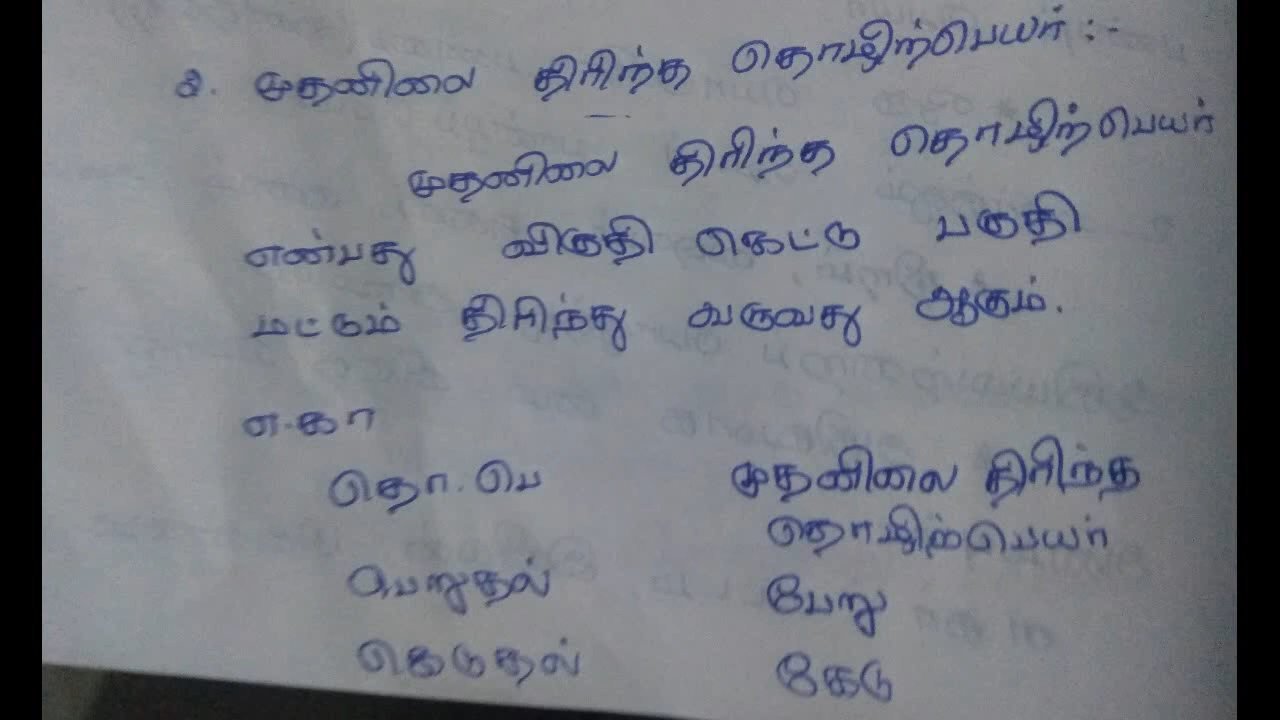 2. முதனிலை திரிந்த தொழிற்பெயர் :-
முதனிலை திரிந்த தொழிற்பெயர்
என்பது விகுதி கெட்டு பகுதி
மட்டும் திரிந்து வருவது ஆகும்.
எ.கா
தொ.பெ முதனிலை திரிந்த
தொழிற்பெயர்
பெறுதல் பேறு
கெடுதல் கேடு